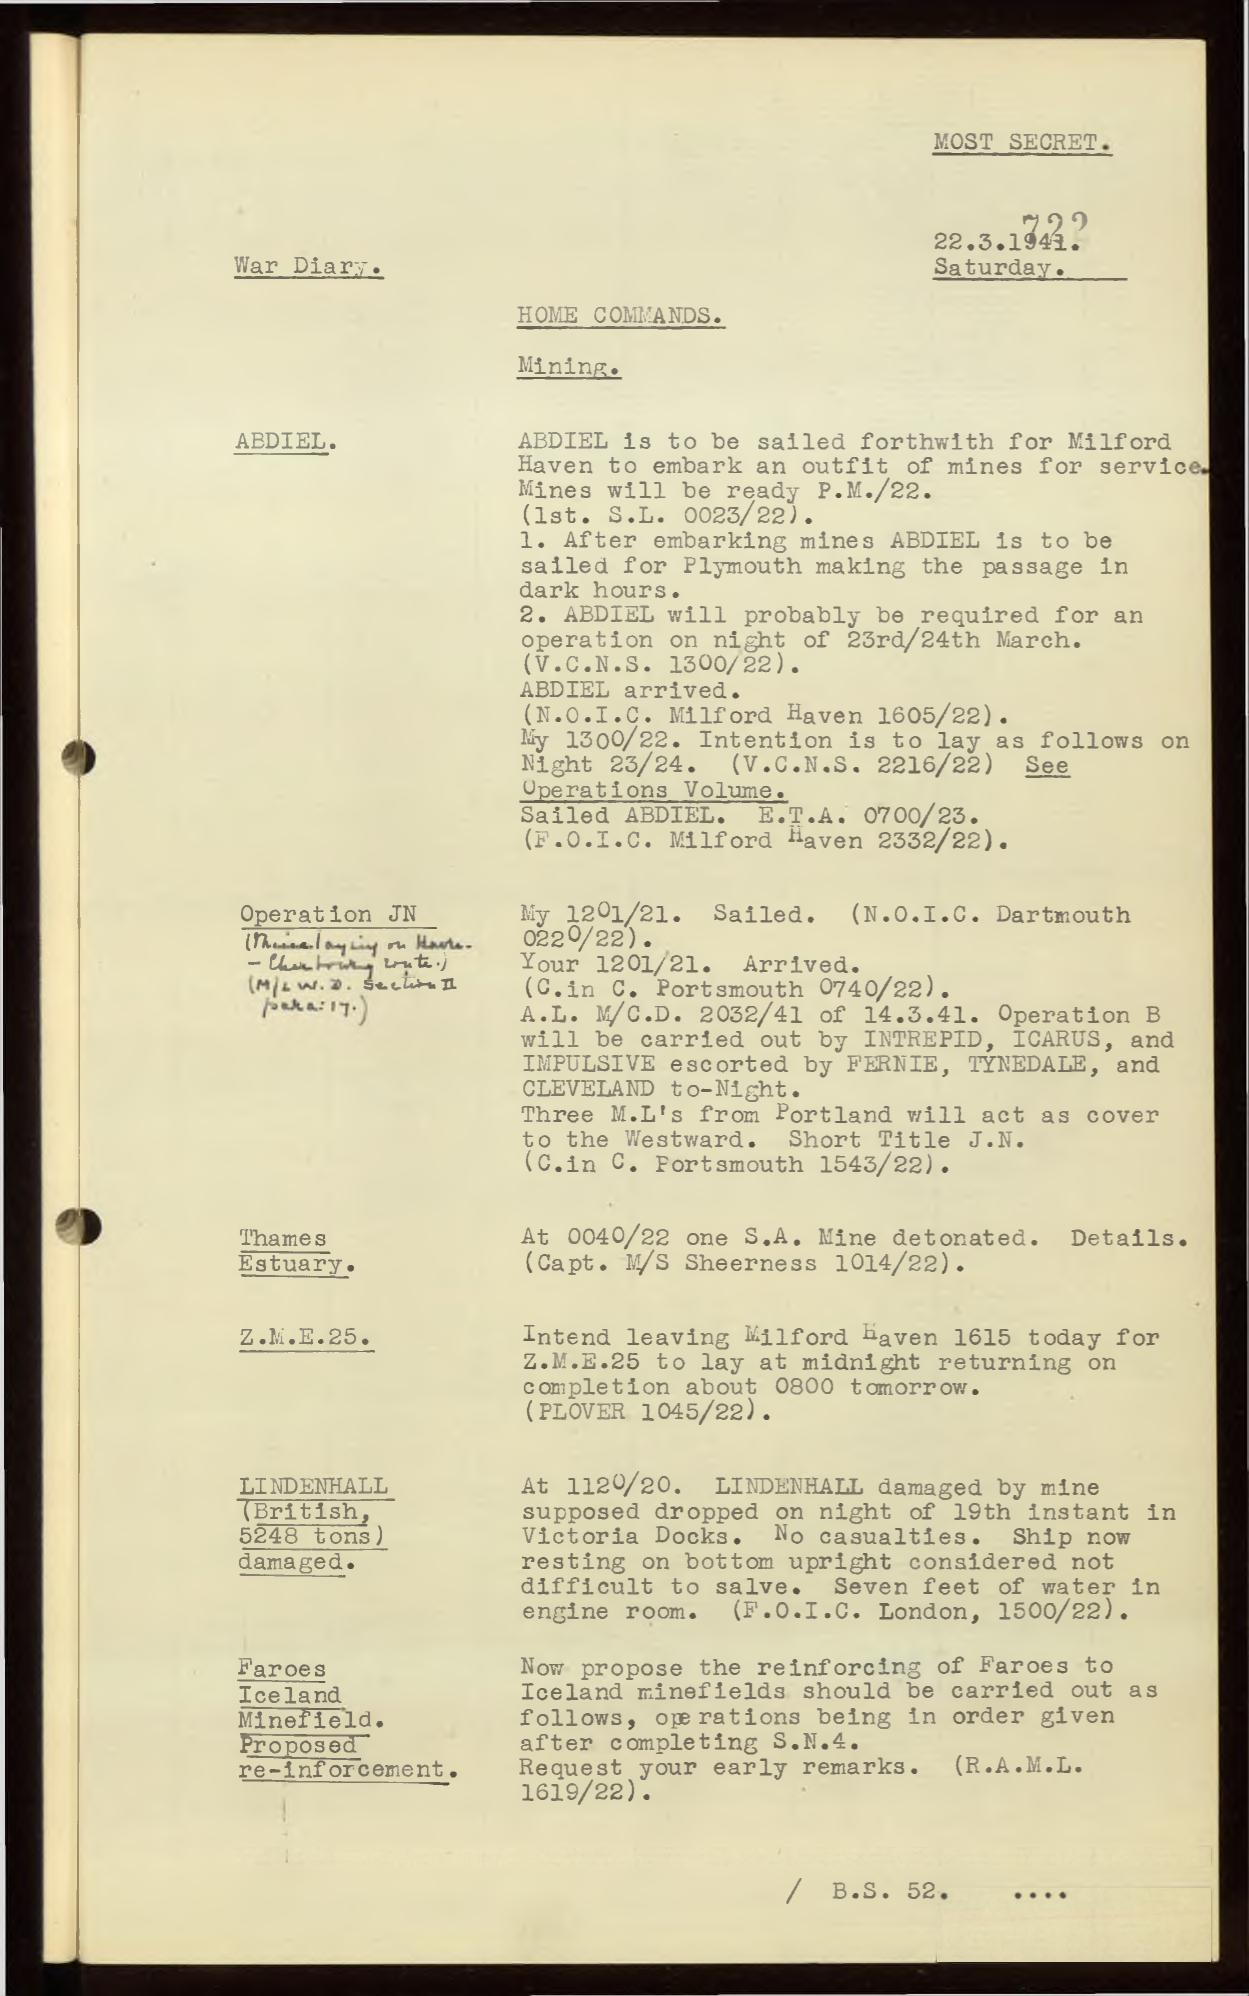 MOST SECRET.
722
22.3.1941.
War Diary.
Saturday.
HOME COMMANDS.
Mining.
ABDIEL.
ABDIEL is to be sailed forthwith for Milford
Haven to embark an outfit of mines for service.
Mines will be ready P.M./22.
(1st. S.L. 0023/22).
1. After embarking mines ABDIEL is to be
sailed for Plymouth making the passage in
dark hours.
2. ABDIEL will probably be required for an
operation on night of 23rd/24th March.
(V.C.N.S. 1300/22).
ABDIEL arrived.
(N.O.I.C. Milford Haven 1605/22).
My 1300/22. Intention is to lay as follows on
Night 23/24. (V.C.N.S. 2216/22) See
Operations Volume.
Sailed ABDIEL. E.T.A. 0700/23.
(F.O.I.C. Milford Haven 2332/22).
Operation JN
(Minelaying on Havre-
- Cherbourg route.)
(M/L W.D. Section II
para: 17.)
My 1201/21. Sailed. (N.O.I.C. Dartmouth
0220/22).
Your 1201/21. Arrived.
(C.in C. Portsmouth 0740/22).
A.L. M/C.D. 2032/41 of 14.3.41. Operation B
will be carried out by INTREPID, ICARUS, and
IMPULSIVE escorted by FERNIE, TYNEDALE, and
CLEVELAND to-Night.
Three M.L's from Portland will act as cover
to the Westward. Short Title J.N.
(C.in C. Portsmouth 1543/22).
Thames
Estuary.
At 0040/22 one S.A. Mine detonated. Details.
(Capt. M/S Sheerness 1014/22).
Z.M.E.25.
Intend leaving Milford Haven 1615 today for
Z.M.E.25 to lay at midnight returning on
completion about 0800 tomorrow.
(PLOVER 1045/22).
LINDENHALL
(British,
5248 tons)
damaged.
At 1120/20. LINDENHALL damaged by mine
supposed dropped on night of 19th instant in
Victoria Docks. No casualties. Ship now
resting on bottom upright considered not
difficult to salve. Seven feet of water in
engine room. (F.O.I.C. London, 1500/22).
Faroes
Iceland
Minefield.
Proposed
re-inforcement.
Now propose the reinforcing of Faroes to
Iceland minefields should be carried out as
follows, operations being in order given
after completing S.N.4.
Request your early remarks. (R.A.M.L.
1619/22).
/ B.S. 52. ....